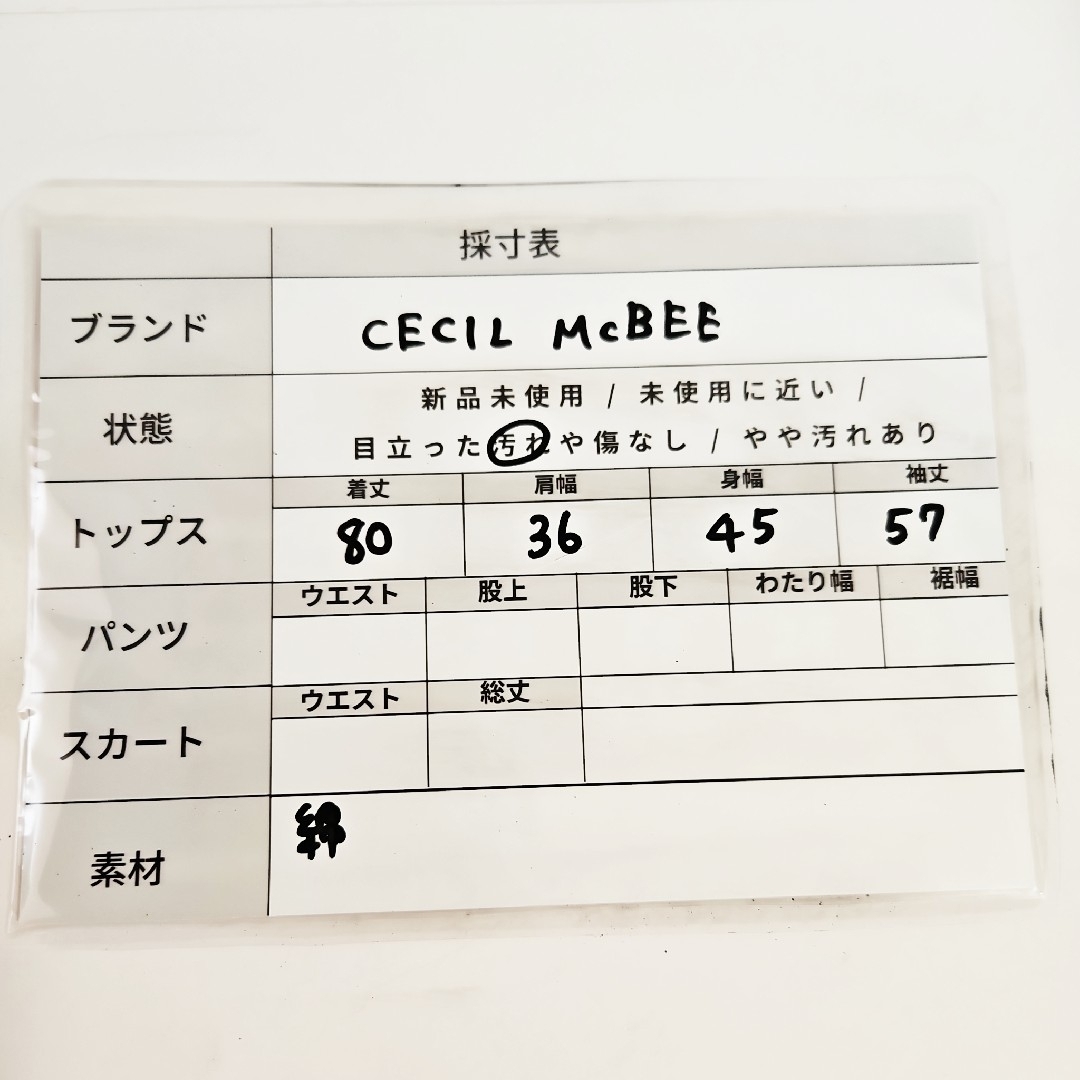 採寸表
ブランド CECIL McBEE
状態 新品未使用 / 未使用に近い /
目立った汚れや傷なし / やや汚れあり
着丈 肩幅 身幅 袖丈
トップス 80 36 45 57
ウエスト 股上 股下 わたり幅 裾幅
パンツ
ウエスト 総丈
スカート
素材 綿